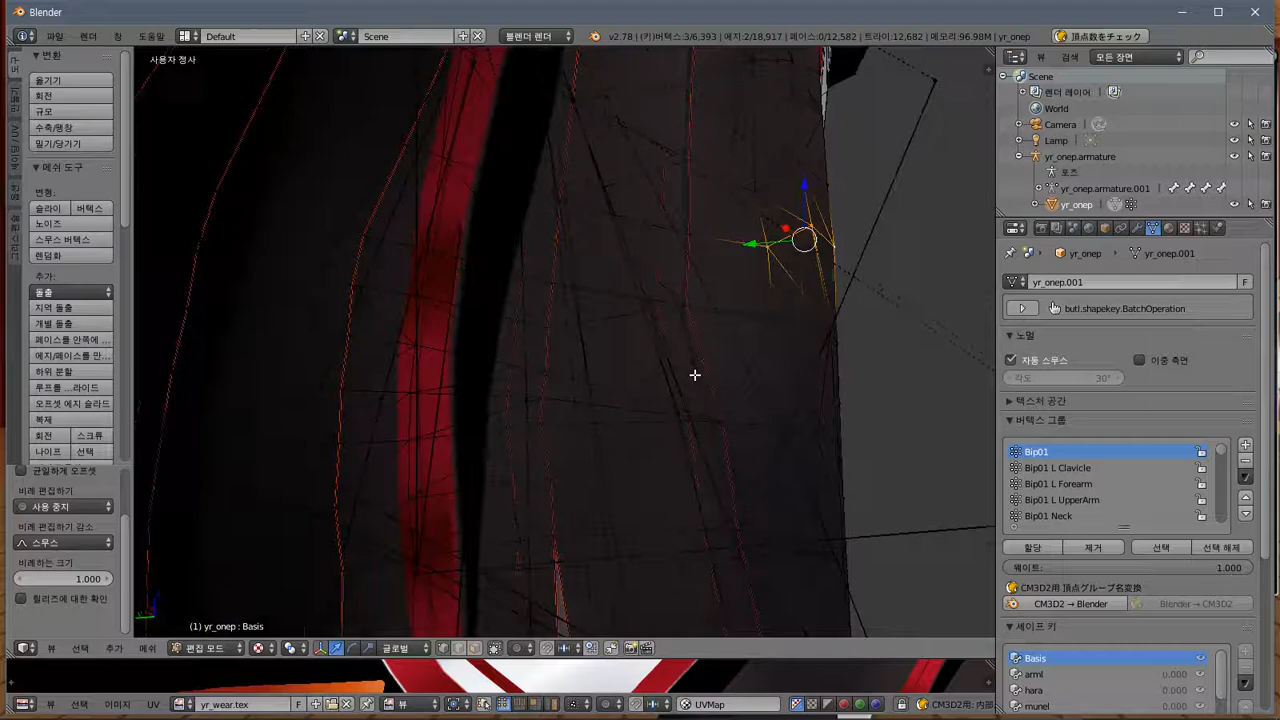 Blender
파일
렌더
창
도움말
Default
Scene
블렌더 렌더
v2.78 | (키)버텍스:3/6,393 | 에지:2/18,917 | 페이스:0/12,582 | 트라이:12,682 | 메모리:96.98M | yr_onep
頂点数をチェック
변환
옮기기
회전
규모
수축/팽창
밀기/당기기
메쉬 도구
변형:
슬라이
버텍스
노이즈
스무스 버텍스
랜덤화
추가:
돌출
지역 돌출
개별 돌출
페이스를 안쪽에 ...
에지/페이스를 만...
하위 분할
루프를 ...라이드
오프셋 에지 슬라드
복제
회전
스크류
나이프
선택
균일하게 오프셋
비례 편집하기
사용 중지
비례 편집하기 감소
스무스
비례하는 크기
1.000
릴리즈에 대한 확인
사용자 정사
(1) yr_onep : Basis
뷰
선택
추가
메쉬
편집 모드
글로벌
뷰
선택
이미지
UV
yr_wear.tex
F
뷰
UVMap
CM3D2用: 内部
뷰
검색
모든 장면
Scene
렌더 레이어
World
Camera
Lamp
yr_onep.armature
포즈
yr_onep.armature.001
yr_onep
yr_onep
yr_onep.001
yr_onep.001
F
butl.shapekey.BatchOperation
노멀
자동 스무스
이중 측면
각도:
30°
텍스처 공간
버텍스 그룹
Bip01
Bip01 L Clavicle
Bip01 L Forearm
Bip01 L UpperArm
Bip01 Neck
할당
제거
선택
선택 해제
웨이트:
1.000
CM3D2用 頂点グループ名変換
CM3D2 → Blender
Blender → CM3D2
셰이프 키
Basis
arml
0.000
hara
0.000
munel
0.000